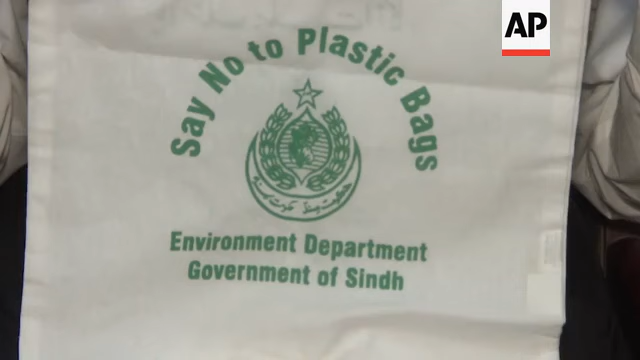 AP
Say No to Plastic Bags
Environment Department
Government of Sindh